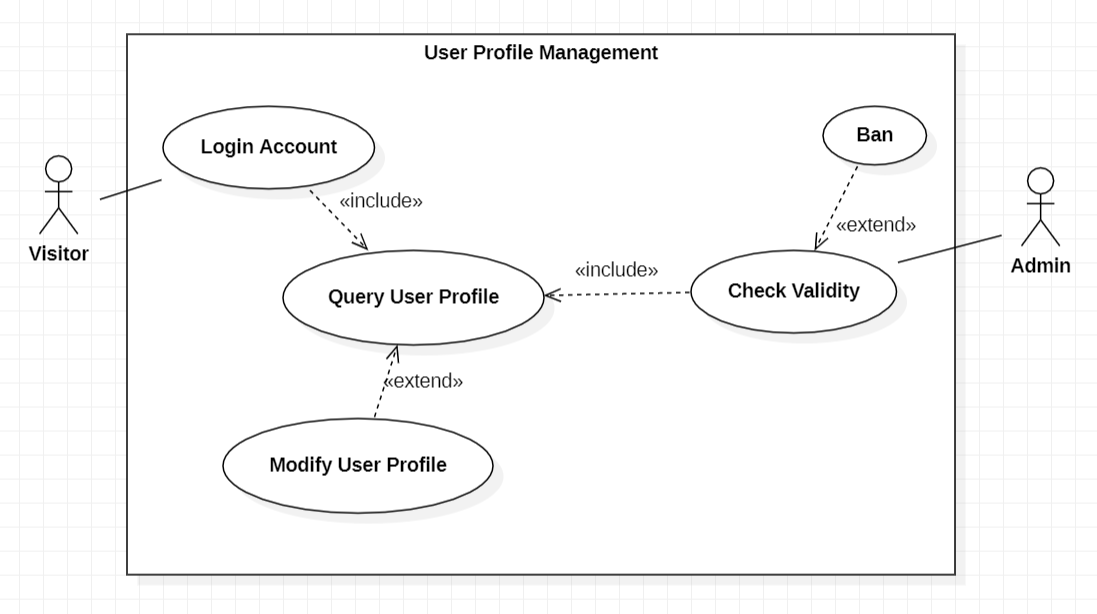 User Profile Management
Login Account
Ban
Visitor
«include»
«extend»
Admin
Query User Profile
«include»
Check Validity
«extend»
Modify User Profile